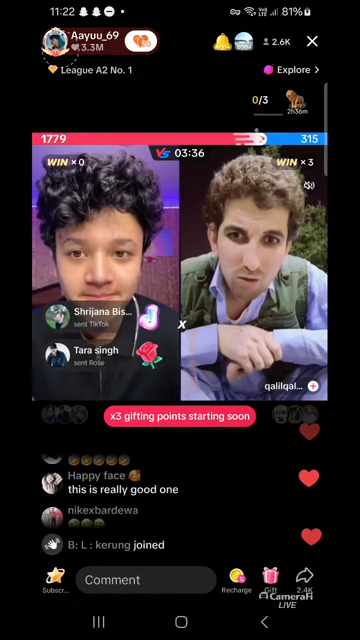 11:22
81%
Aayuu_69
3.3M
20
2.6K
League A2 No. 1
Explore
0/3
2h36m
1779
315
VS 03:36
WIN x 0
WIN x 3
Shrijana Bis...
sent TikTok
x
Tara singh
sent Rose
qalilqal...
x3 gifting points starting soon
Happy face 🥰
this is really good one
nikexbardewa
B: L : kerung joined
Comment
Subscr...
Recharge
Gift
2.4K
CameraFi
LIVE